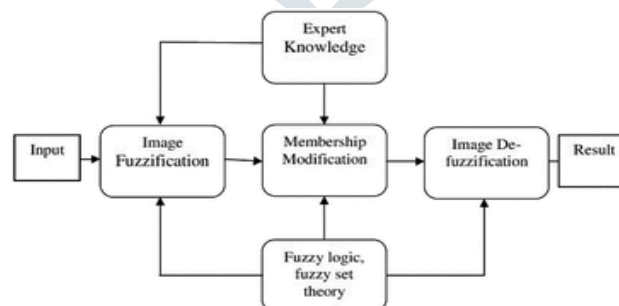 Expert
Knowledge
Input
Image
Fuzzification
Membership
Modification
Image De-
fuzzification
Result
Fuzzy logic,
fuzzy set
theory